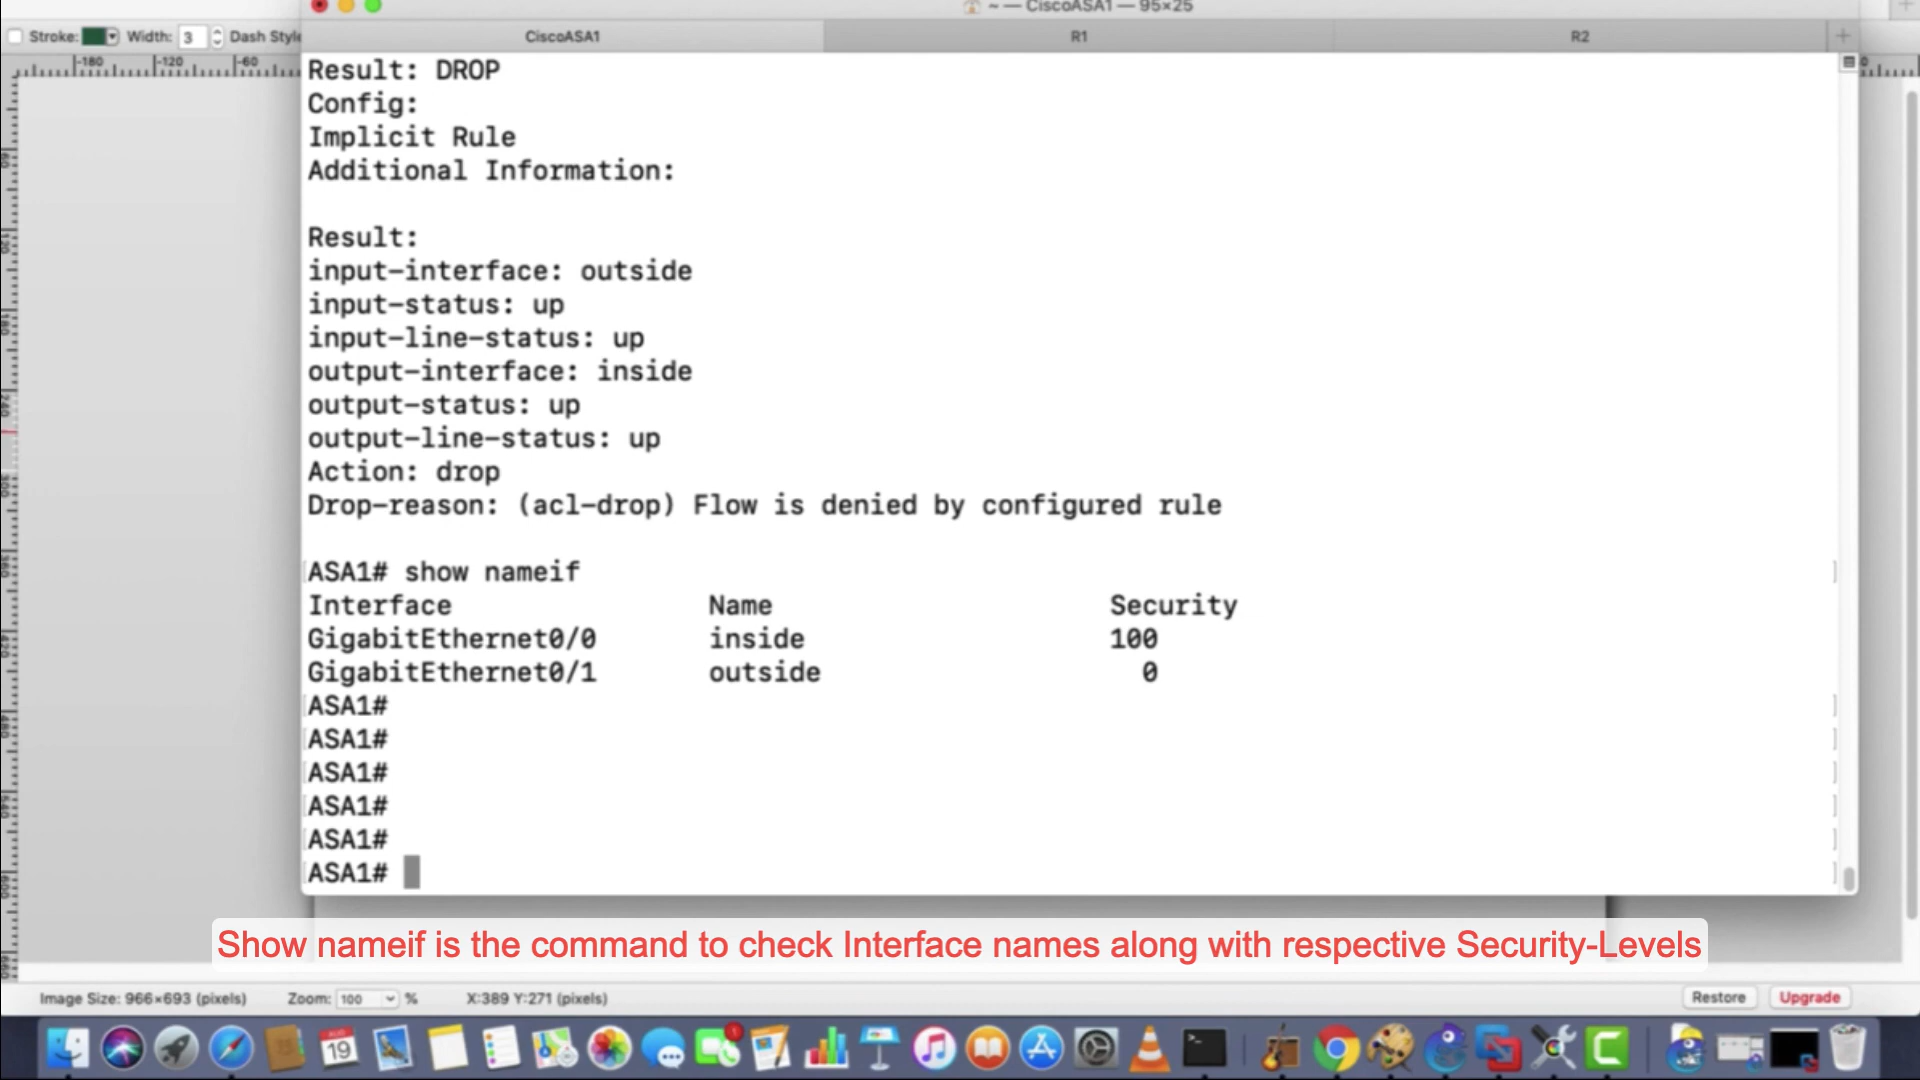 ~ — CiscoASA1 — 95×25
Stroke: Width: 3 Dash Style
CiscoASA1 R1 R2
-180 -120 -60
Result: DROP
Config:
Implicit Rule
Additional Information:
Result:
input-interface: outside
input-status: up
input-line-status: up
output-interface: inside
output-status: up
output-line-status: up
Action: drop
Drop-reason: (acl-drop) Flow is denied by configured rule
ASA1# show nameif
Interface Name Security
GigabitEthernet0/0 inside 100
GigabitEthernet0/1 outside 0
ASA1#
ASA1#
ASA1#
ASA1#
ASA1#
ASA1#
Show nameif is the command to check Interface names along with respective Security-Levels
Image Size: 966×693 (pixels) Zoom: 100 % X:389 Y:271 (pixels) Restore Upgrade
19